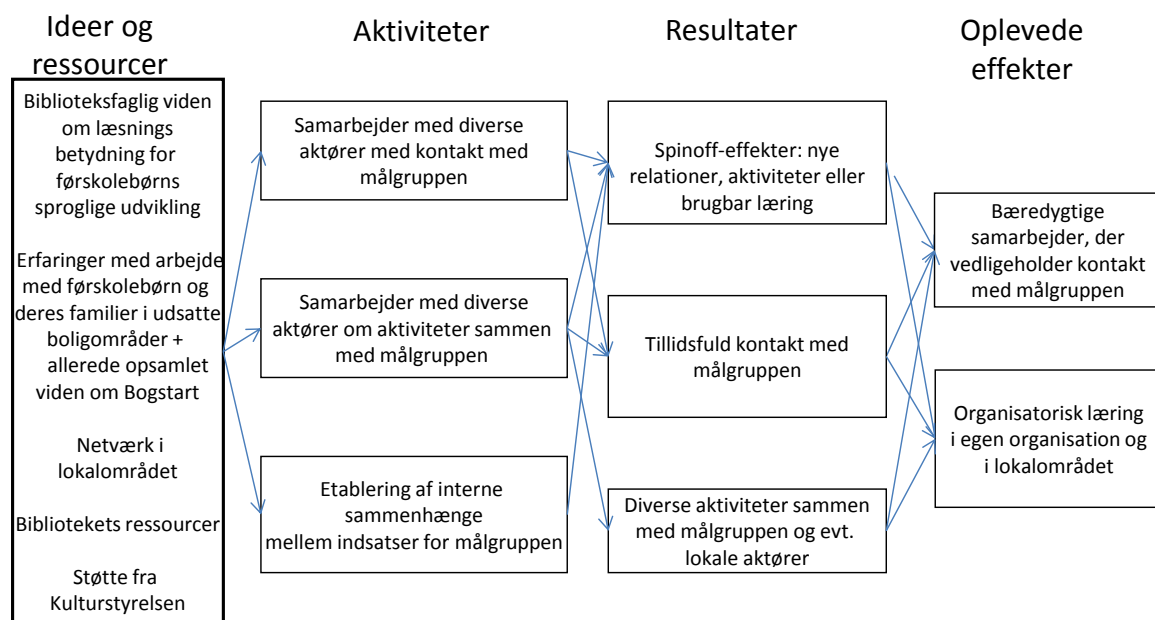 Ideer og
ressourcer
Biblioteksfaglig viden
om læsnings
betydning for
førskolebørns
sproglige udvikling
Erfaringer med arbejde
med førskolebørn og
deres familier i udsatte
boligområder +
allerede opsamlet
viden om Bogstart
Netværk i
lokalområdet
Bibliotekets ressourcer
Støtte fra
Kulturstyrelsen
Aktiviteter
Samarbejder med diverse
aktører med kontakt med
målgruppen
Samarbejder med diverse
aktører om aktiviteter sammen
med målgruppen
Etablering af interne
sammenhænge
mellem indsatser for målgruppen
Resultater
Spinoff-effekter: nye
relationer, aktiviteter eller
brugbar læring
Tillidsfuld kontakt med
målgruppen
Diverse aktiviteter sammen
med målgruppen og evt.
lokale aktører
Oplevede
effekter
Bæredygtige
samarbejder, der
vedligeholder kontakt
med målgruppen
Organisatorisk læring
i egen organisation og
i lokalområdet